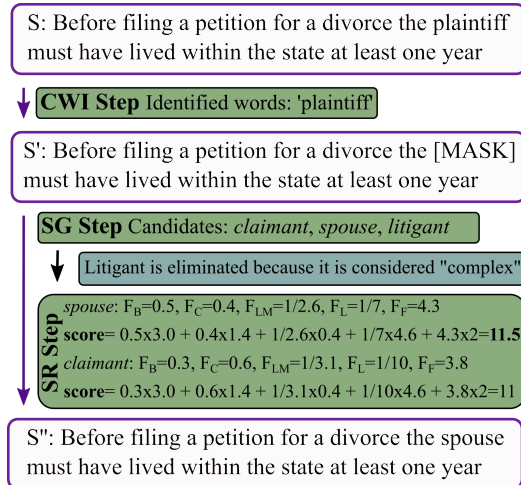 S: Before filing a petition for a divorce the plaintiff
must have lived within the state at least one year
CWI Step Identified words: 'plaintiff'
S': Before filing a petition for a divorce the [MASK]
must have lived within the state at least one year
SG Step Candidates: claimant, spouse, litigant
Litigant is eliminated because it is considered "complex"
SR Step
spouse: F_B=0.5, F_C=0.4, F_LM=1/2.6, F_L=1/7, F_F=4.3
score= 0.5x3.0 + 0.4x1.4 + 1/2.6x0.4 + 1/7x4.6 + 4.3x2=11.5
claimant: F_B=0.3, F_C=0.6, F_LM=1/3.1, F_L=1/10, F_F=3.8
score= 0.3x3.0 + 0.6x1.4 + 1/3.1x0.4 + 1/10x4.6 + 3.8x2=11
S'': Before filing a petition for a divorce the spouse
must have lived within the state at least one year